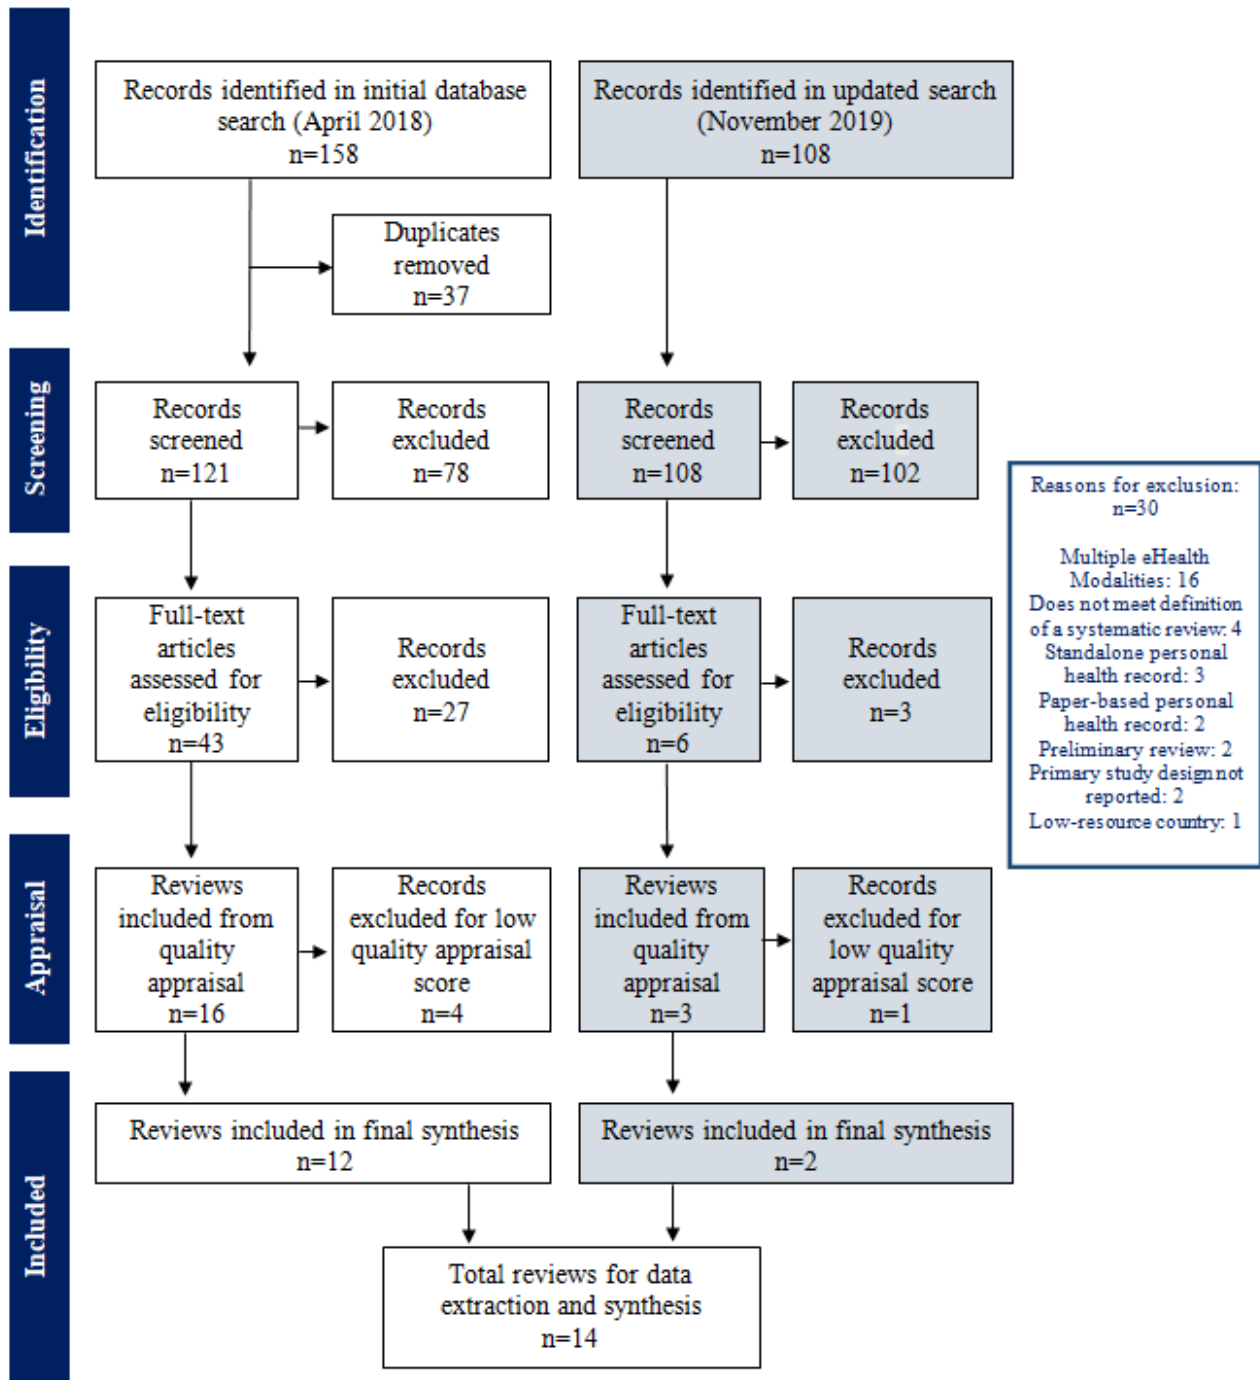 Identification
Records identified in initial database
search (April 2018)
n=158
Records identified in updated search
(November 2019)
n=108
Duplicates
removed
n=37
Screening
Records
screened
n=121
Records
excluded
n=78
Records
screened
n=108
Records
excluded
n=102
Reasons for exclusion:
n=30
Multiple eHealth
Modalities: 16
Does not meet definition
of a systematic review: 4
Standalone personal
health record: 3
Paper-based personal
health record: 2
Preliminary review: 2
Primary study design not
reported: 2
Low-resource country: 1
Eligibility
Full-text
articles
assessed for
eligibility
n=43
Records
excluded
n=27
Full-text
articles
assessed for
eligibility
n=6
Records
excluded
n=3
Appraisal
Reviews
included from
quality
appraisal
n=16
Records
excluded for low
quality appraisal
score
n=4
Reviews
included from
quality
appraisal
n=3
Records
excluded for
low quality
appraisal score
n=1
Included
Reviews included in final synthesis
n=12
Reviews included in final synthesis
n=2
Total reviews for data
extraction and synthesis
n=14